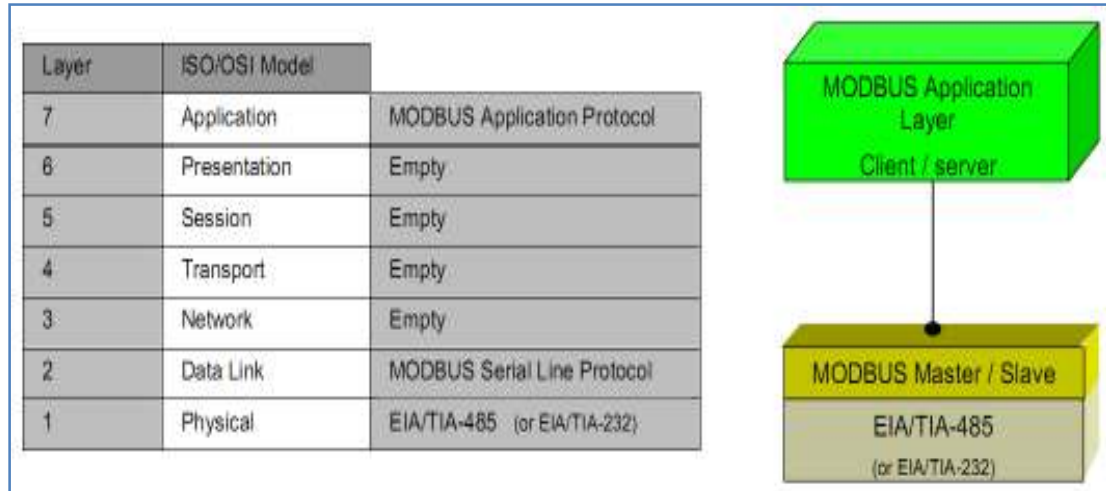 Layer ISO/OSI Model
7 Application MODBUS Application Protocol
6 Presentation Empty
5 Session Empty
4 Transport Empty
3 Network Empty
2 Data Link MODBUS Serial Line Protocol
1 Physical EIA/TIA-485 (or EIA/TIA-232)
MODBUS Application
Layer
Client / server
MODBUS Master / Slave
EIA/TIA-485
(or EIA/TIA-232)